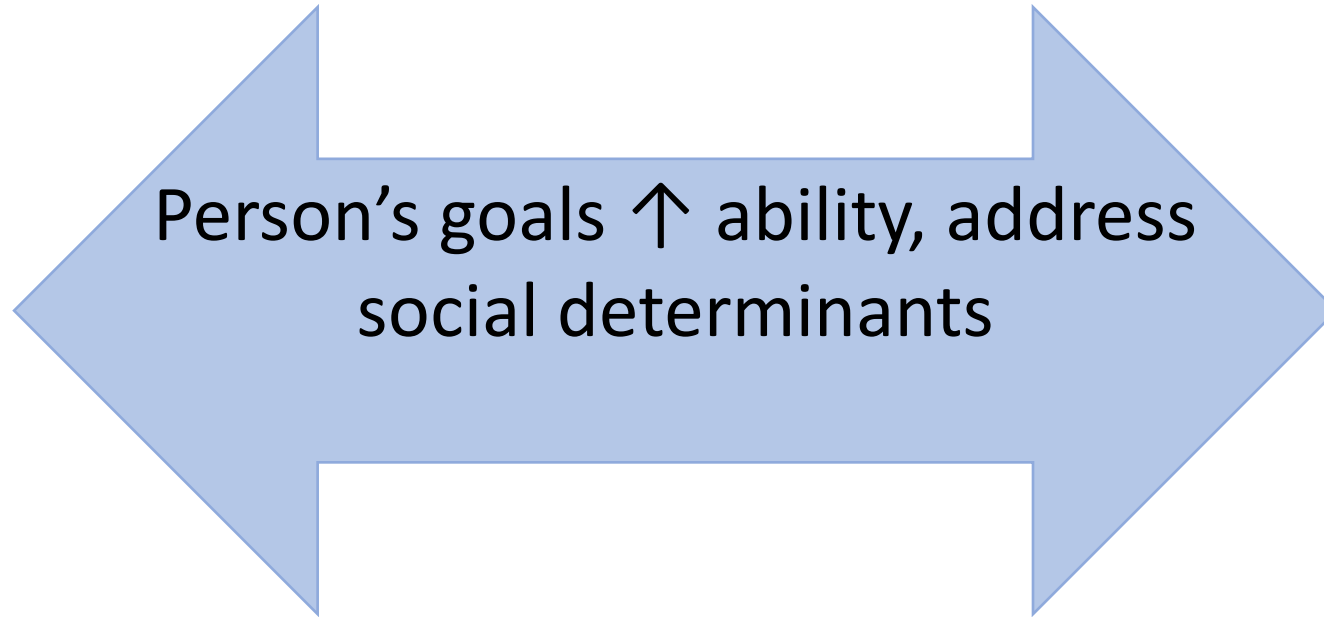 Person’s goals ↑ ability, address
social determinants